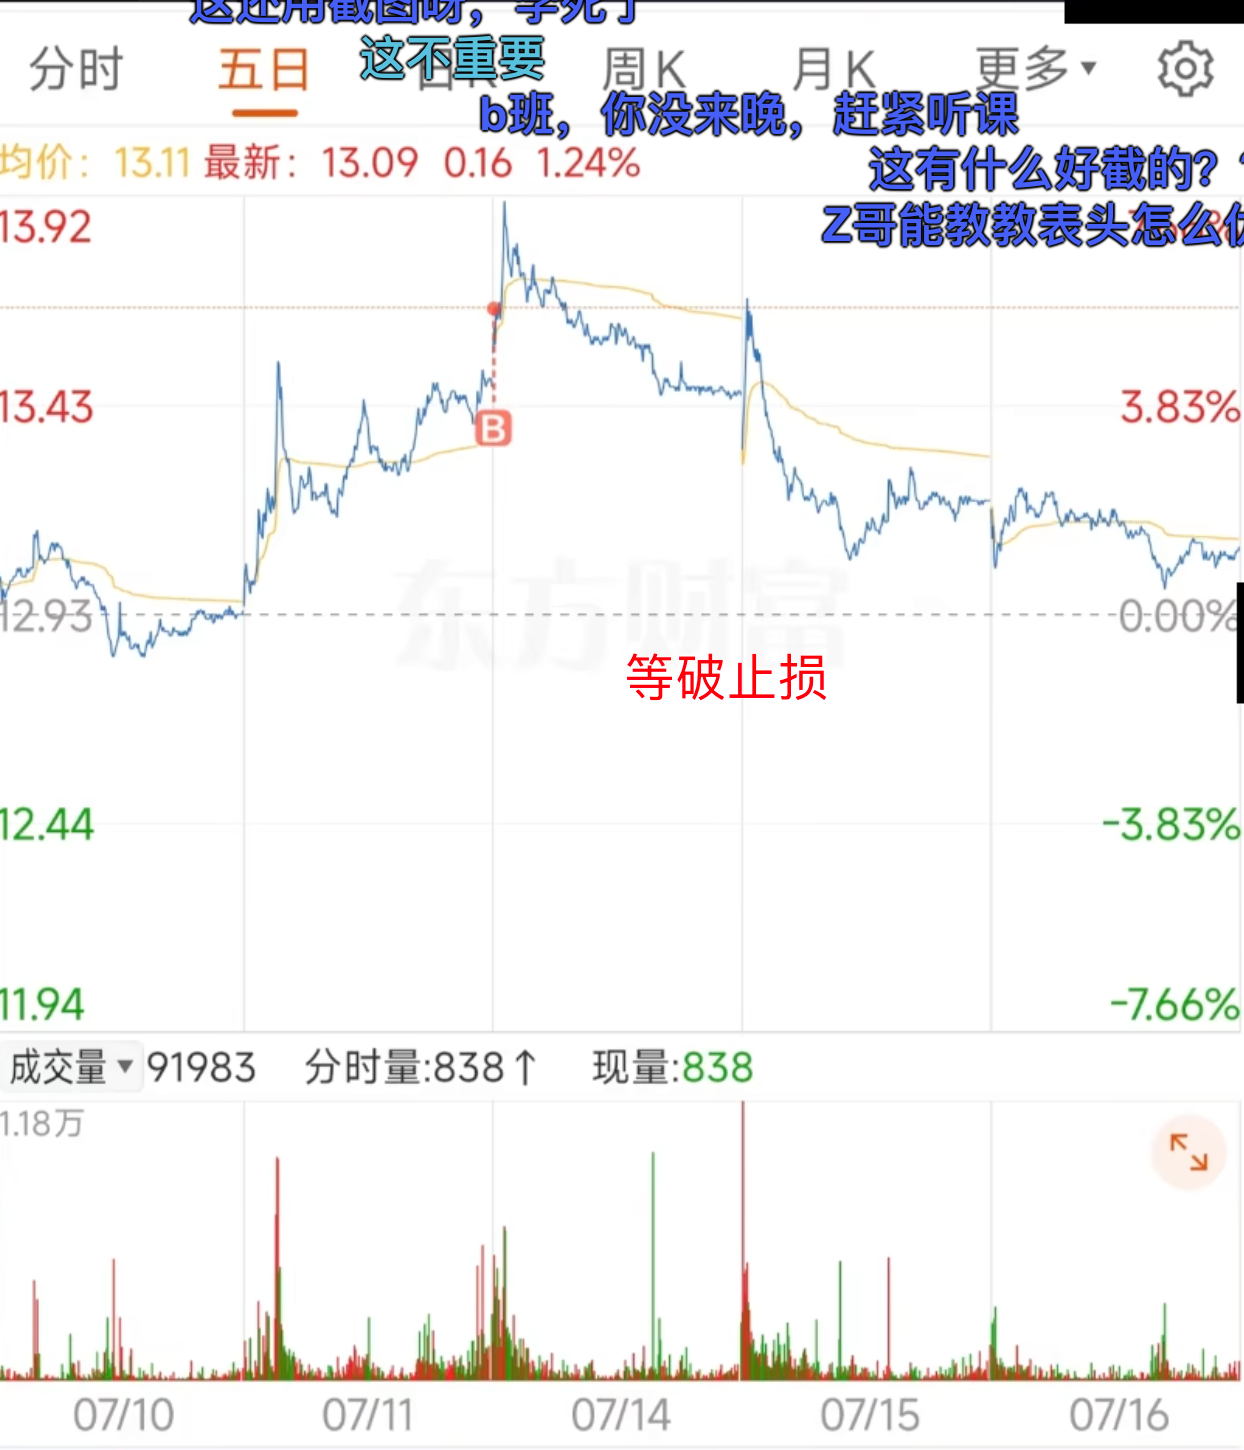 这还用截图呀，学死了
分时 五日 日K 周K 月K 更多
这不重要
b班，你没来晚，赶紧听课
均价：13.11 最新：13.09 0.16 1.24%
这有什么好截的？
Z哥能教教表头怎么
13.92
13.43 3.83%
12.93 0.00%
东方财富
等破止损
12.44 -3.83%
11.94 -7.66%
成交量 91983 分时量:838↑ 现量:838
1.18万
B
07/10 07/11 07/14 07/15 07/16